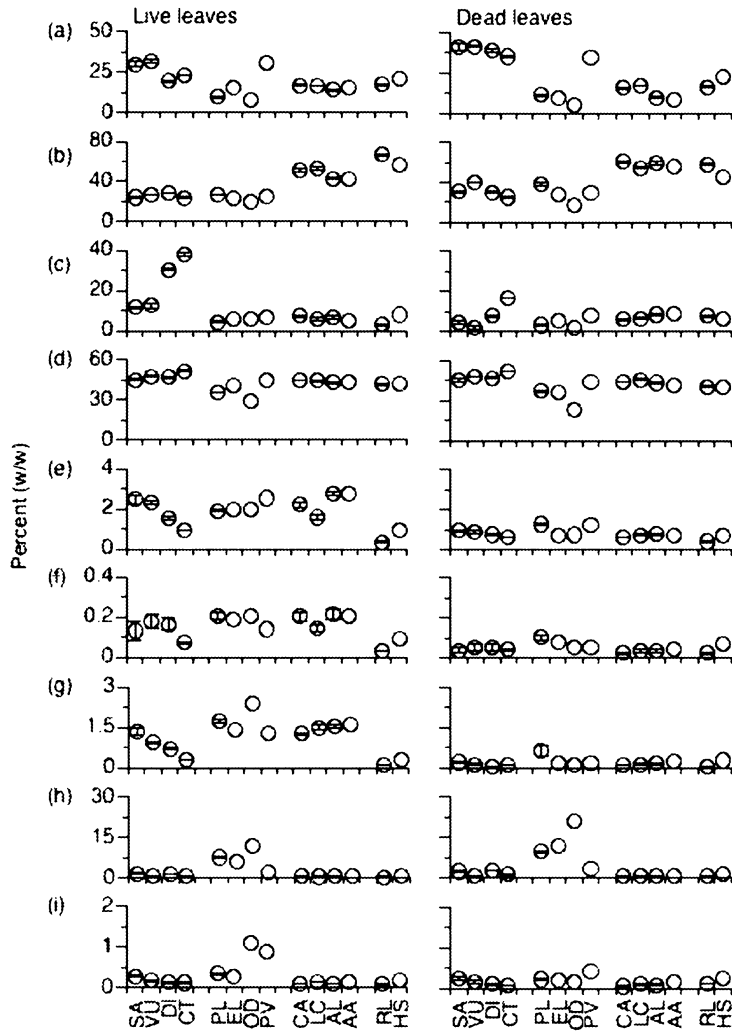 Live leaves Dead leaves
(a) 50 25 0
(b) 80 40 0
(c) 40 20 0
(d) 60 30 0
(e) 4 2 0
(f) 0.4 0.2 0
(g) 3 1.5 0
(h) 30 15 0
(i) 2 1 0
Percent (w/w)
SA VU DI CT PL EL OD PV CA LC AL AA RL HS SA VU DI CT PL EL OD PV CA LC AL AA RL HS